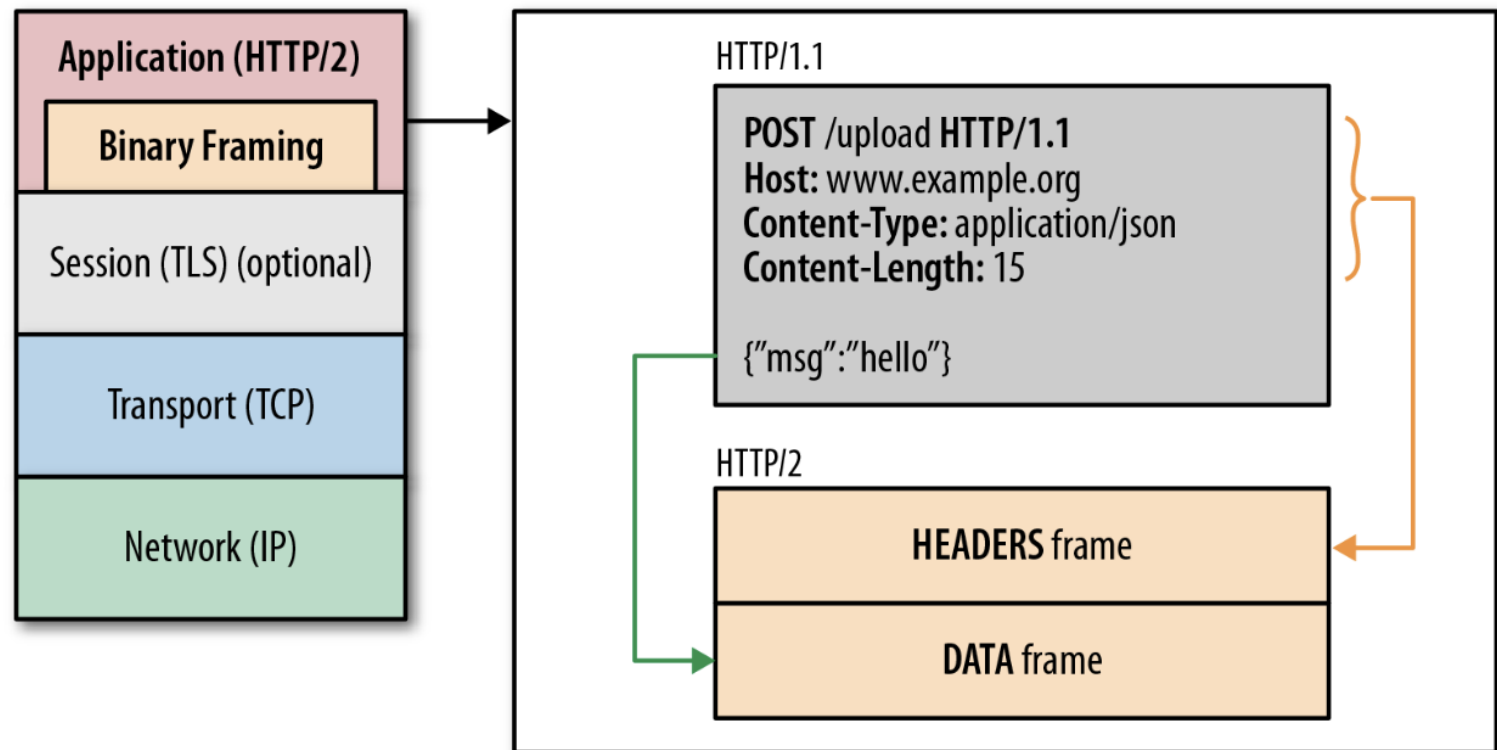 Application (HTTP/2)
Binary Framing
Session (TLS) (optional)
Transport (TCP)
Network (IP)
HTTP/1.1
POST /upload HTTP/1.1
Host: www.example.org
Content-Type: application/json
Content-Length: 15
{”msg”:”hello”}
HTTP/2
HEADERS frame
DATA frame